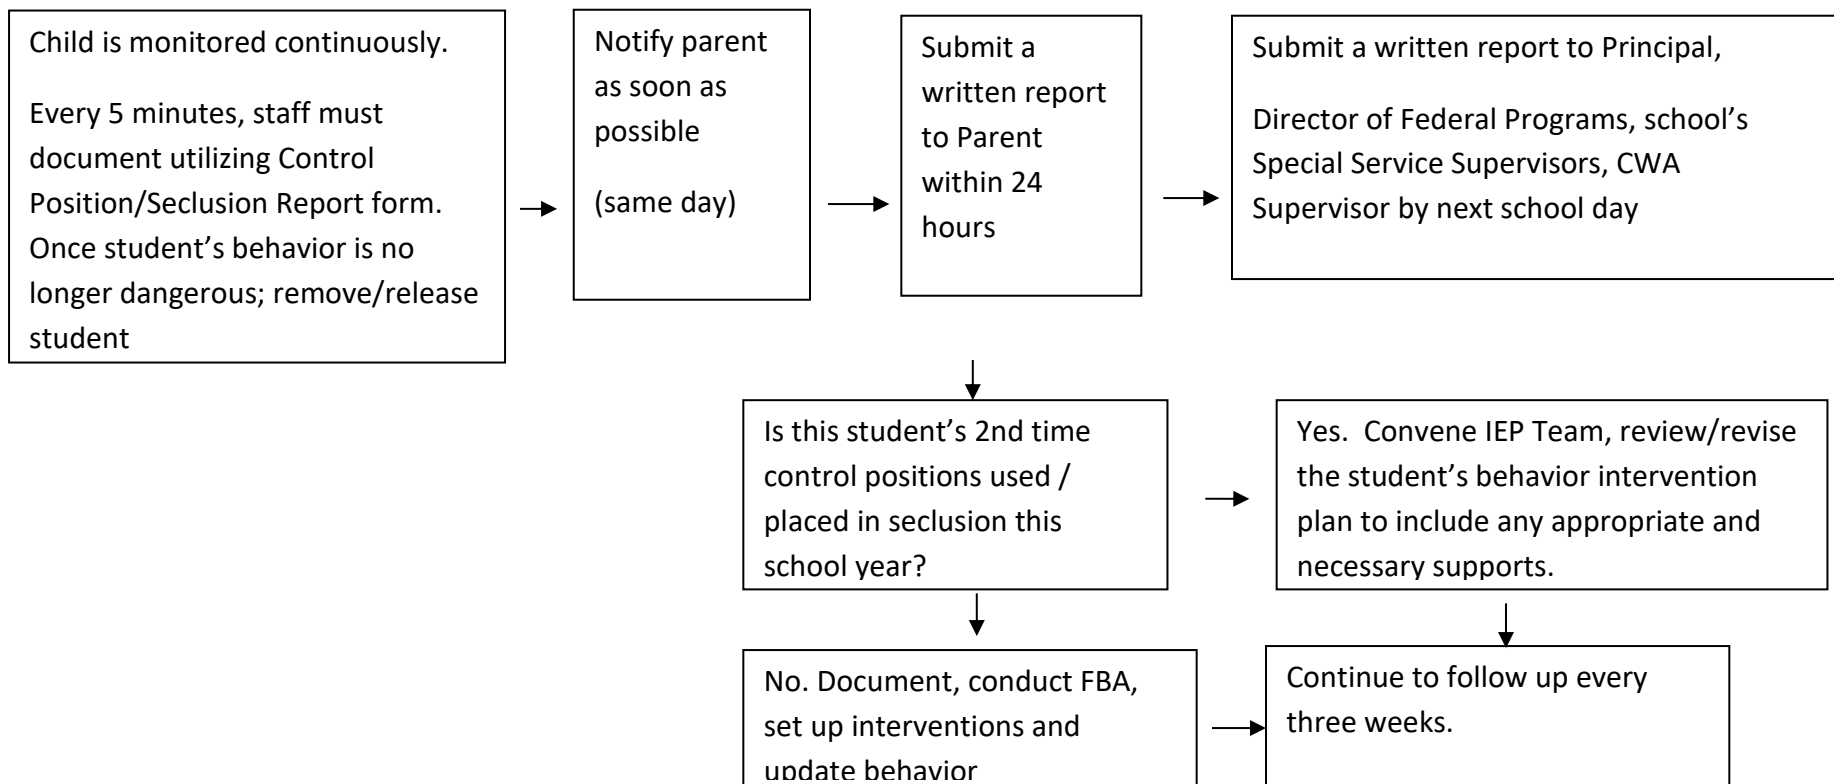 Child is monitored continuously.
Every 5 minutes, staff must
document utilizing Control
Position/Seclusion Report form.
Once student’s behavior is no
longer dangerous; remove/release
student
Notify parent
as soon as
possible
(same day)
Submit a
written report
to Parent
within 24
hours
Submit a written report to Principal,
Director of Federal Programs, school’s
Special Service Supervisors, CWA
Supervisor by next school day
Is this student’s 2nd time
control positions used /
placed in seclusion this
school year?
Yes.  Convene IEP Team, review/revise
the student’s behavior intervention
plan to include any appropriate and
necessary supports.
No. Document, conduct FBA,
set up interventions and
update behavior
Continue to follow up every
three weeks.